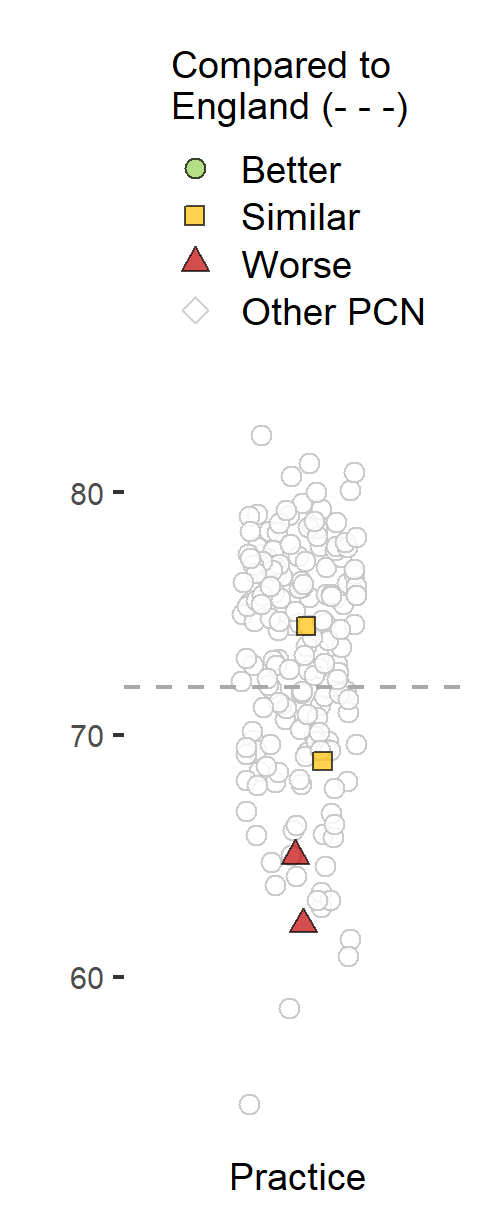 Compared to
England (- - -)
Better
Similar
Worse
Other PCN
80
70
60
Practice